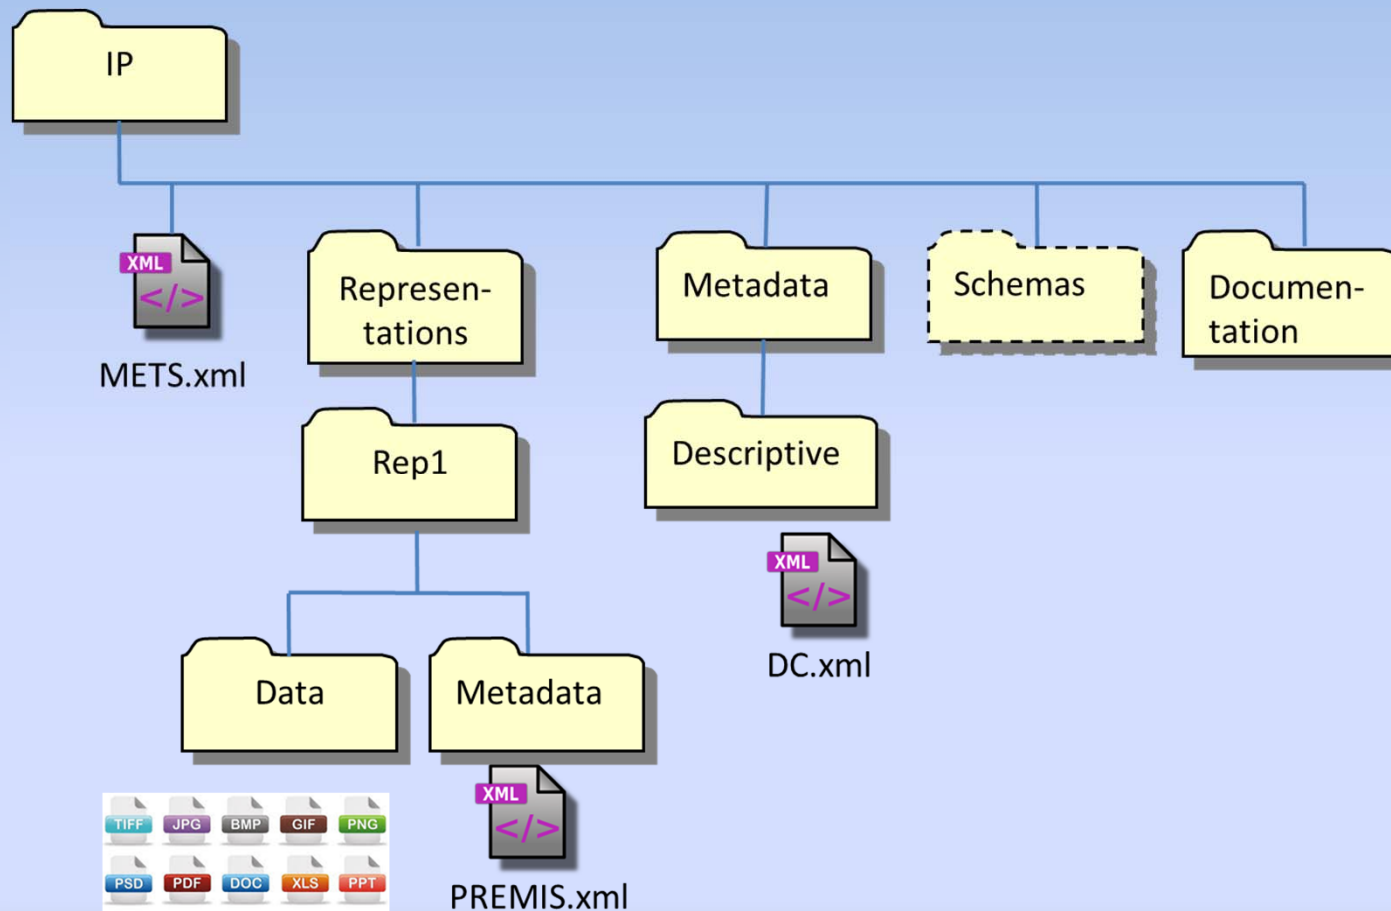 IP
XML
</>
METS.xml
Represen-
tations
Metadata
Schemas
Documen-
tation
Rep1
Descriptive
XML
</>
DC.xml
Data
Metadata
XML
</>
PREMIS.xml
TIFF JPG BMP GIF PNG
PSD PDF DOC XLS PPT